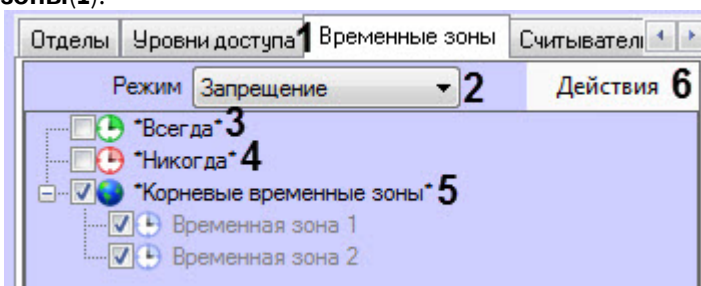 зоны(1).
Отделы Уровни доступа 1 Временные зоны
Режим Запрещение 2 Действия 6
*Всегда* 3
*Никогда* 4
*Корневые временные зоны* 5
Временная зона 1
Временная зона 2